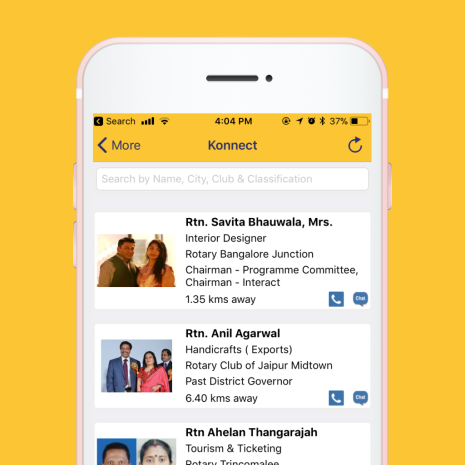 Search
4:04 PM
37%
More
Konnect
Search by Name, City, Club & Classification
Rtn. Savita Bhauwala, Mrs.
Interior Designer
Rotary Bangalore Junction
Chairman - Programme Committee,
Chairman - Interact
1.35 kms away
Chat
Rtn. Anil Agarwal
Handicrafts ( Exports)
Rotary Club of Jaipur Midtown
Past District Governor
6.40 kms away
Chat
Rtn Ahelan Thangarajah
Tourism & Ticketing
Rotary Trincomalee